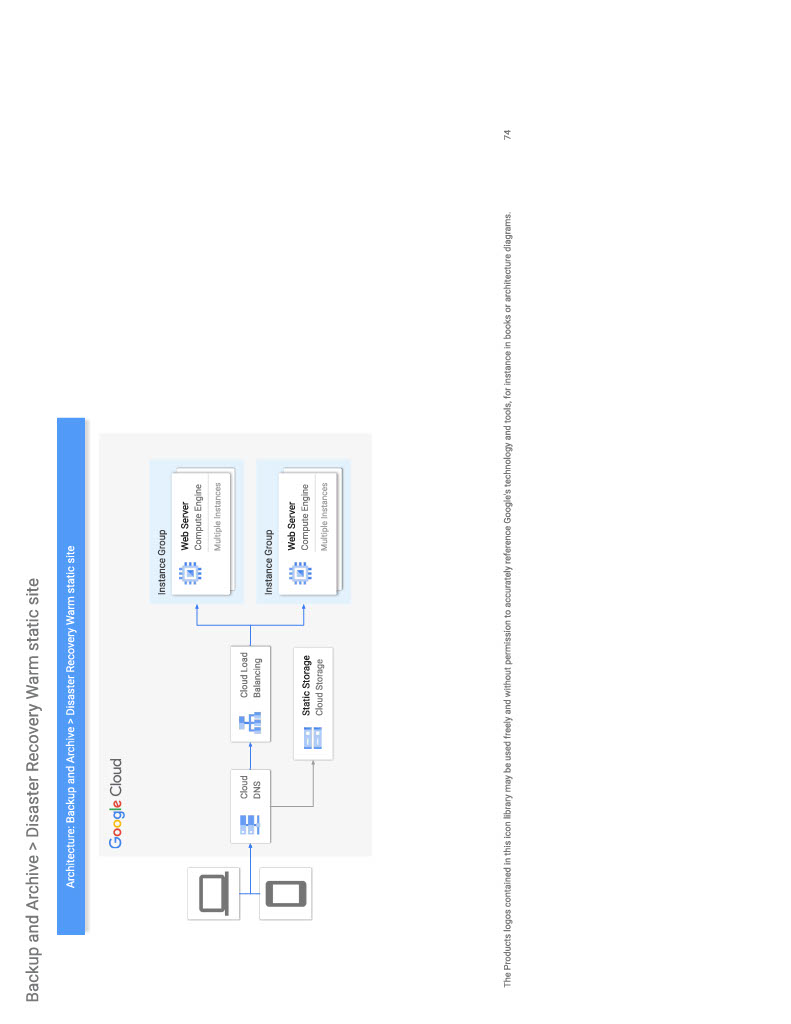 Backup and Archive > Disaster Recovery Warm static site
Architecture: Backup and Archive > Disaster Recovery Warm static site
Google Cloud
Instance Group
Web Server
Compute Engine
Multiple Instances
Cloud
DNS
Cloud Load
Balancing
Instance Group
Web Server
Compute Engine
Multiple Instances
Static Storage
Cloud Storage
The Products logos contained in this icon library may be used freely and without permission to accurately reference Google's technology and tools, for instance in books or architecture diagrams.
74